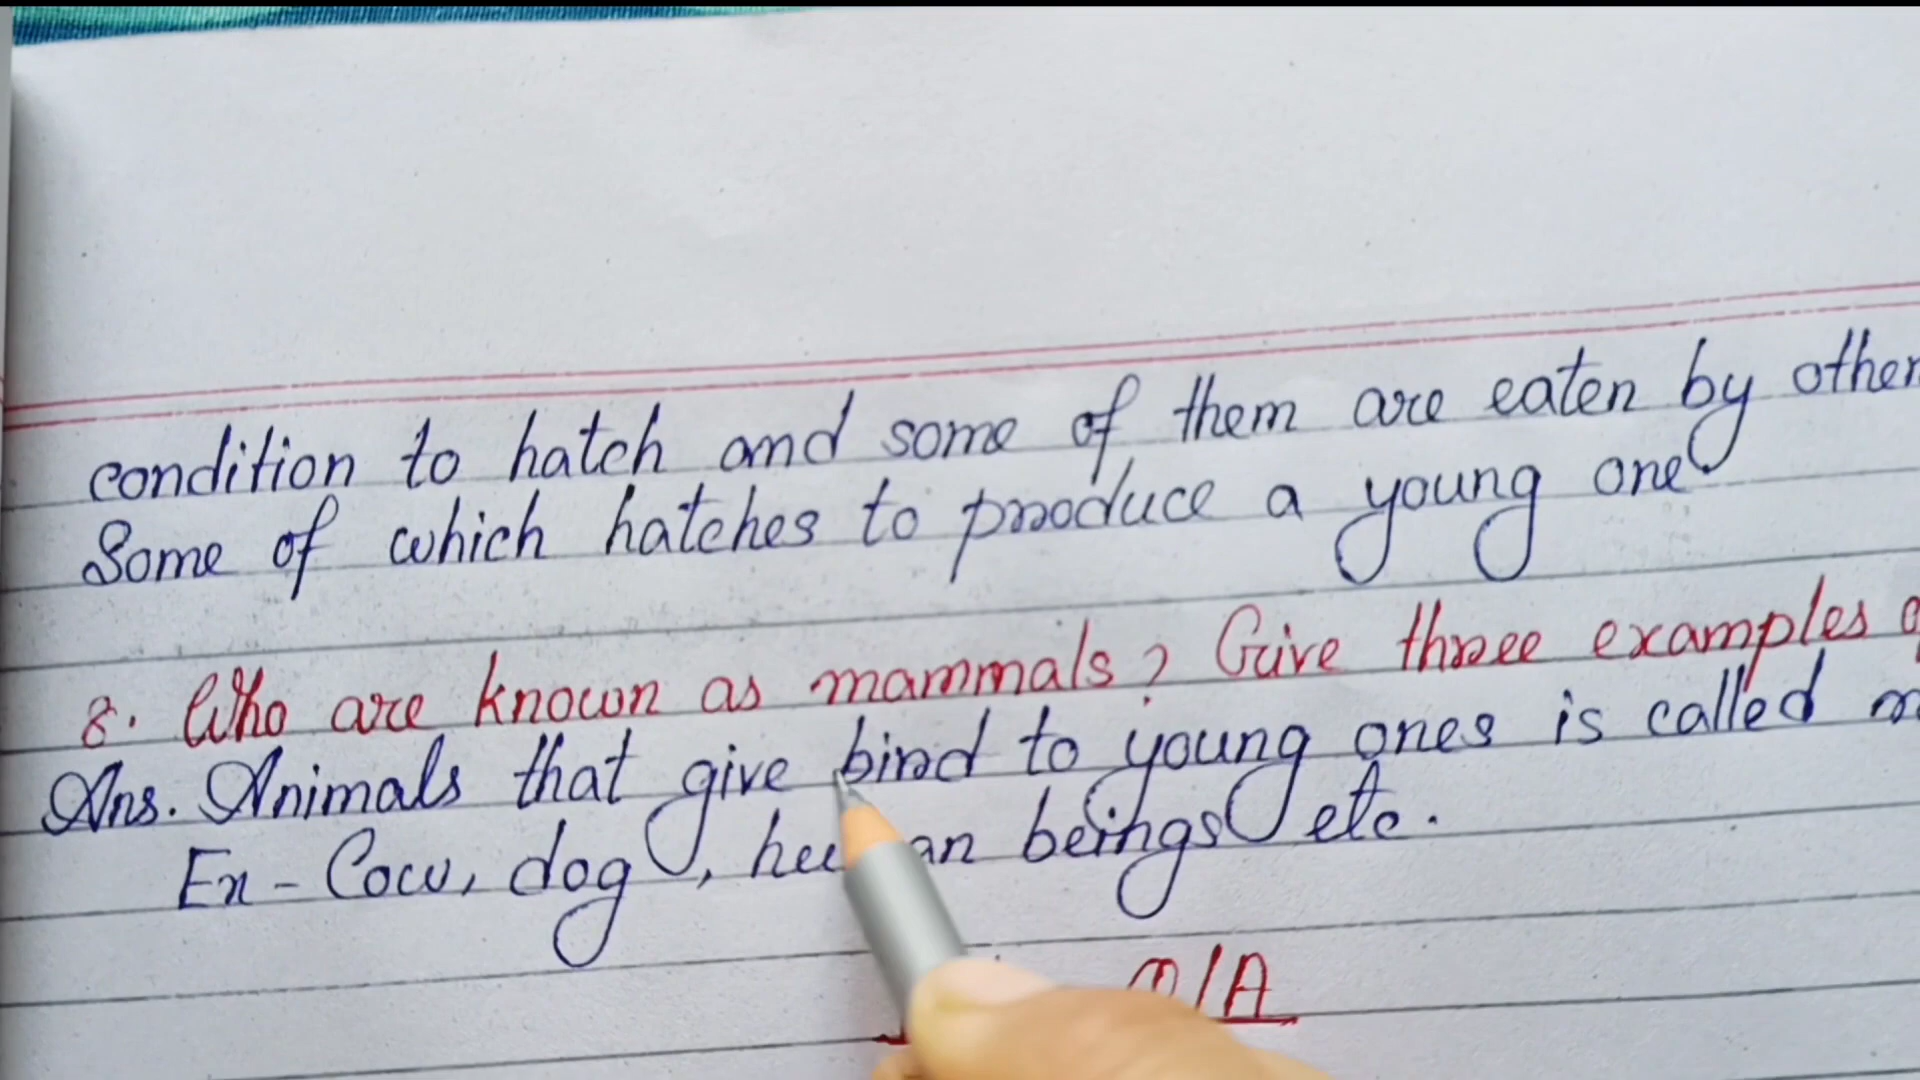 condition to hatch and some of them are eaten by other
Some of which hatches to produce a young one
8. Who are known as mammals? Give three examples
Ans. Animals that give bird to young ones is called
Ex - Cow, dog, beings etc.
/A